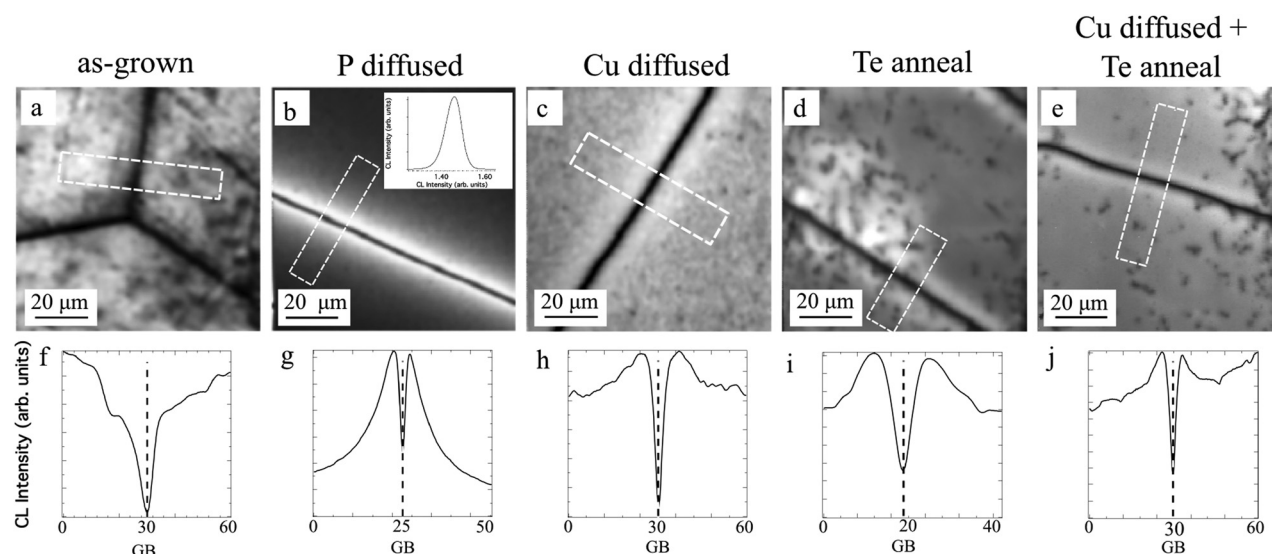 as-grown
P diffused
Cu diffused
Te anneal
Cu diffused +
Te anneal
a
20 μm
b
CL Intensity (arb. units)
1.40
1.60
CL Intensity (arb. units)
20 μm
c
20 μm
d
20 μm
e
20 μm
CL Intensity (arb. units)
f
0
30
60
GB
g
0
25
50
GB
h
0
30
60
GB
i
0
20
40
GB
j
0
30
60
GB